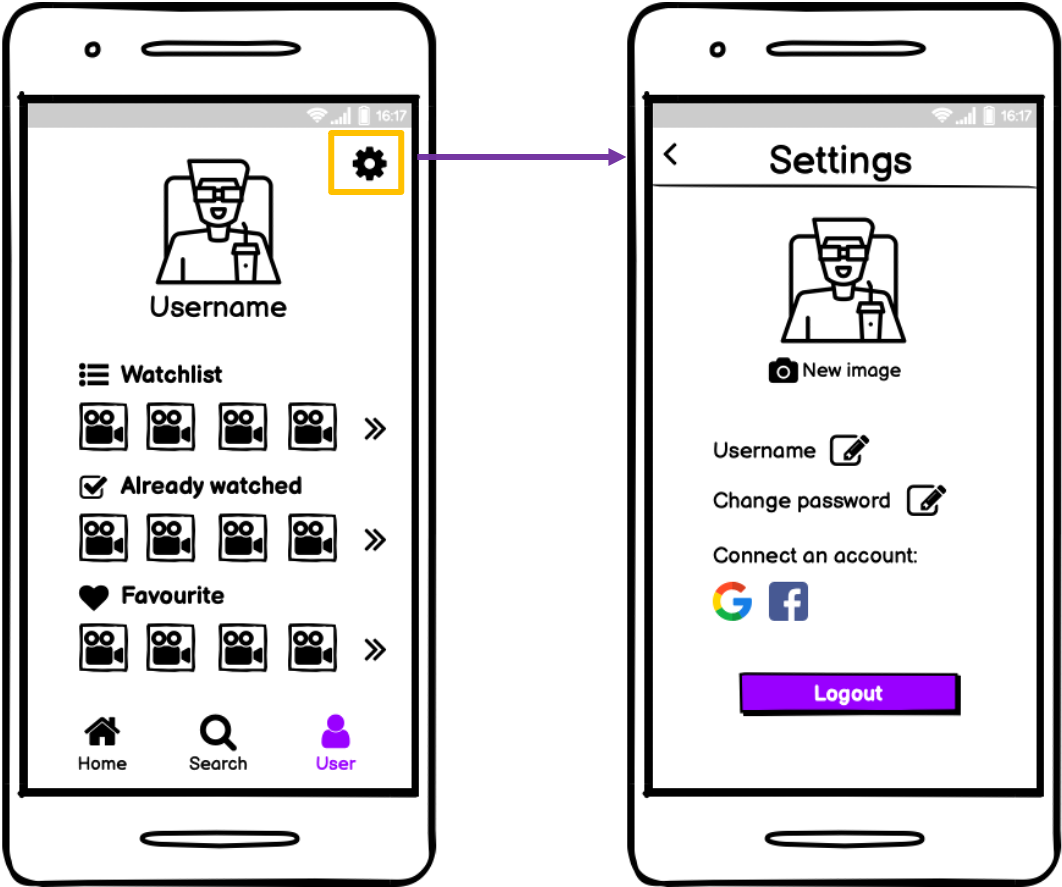 16:17
Username
Watchlist
Already watched
Favourite
Home
Search
User
16:17
Settings
New image
Username
Change password
Connect an account:
Logout